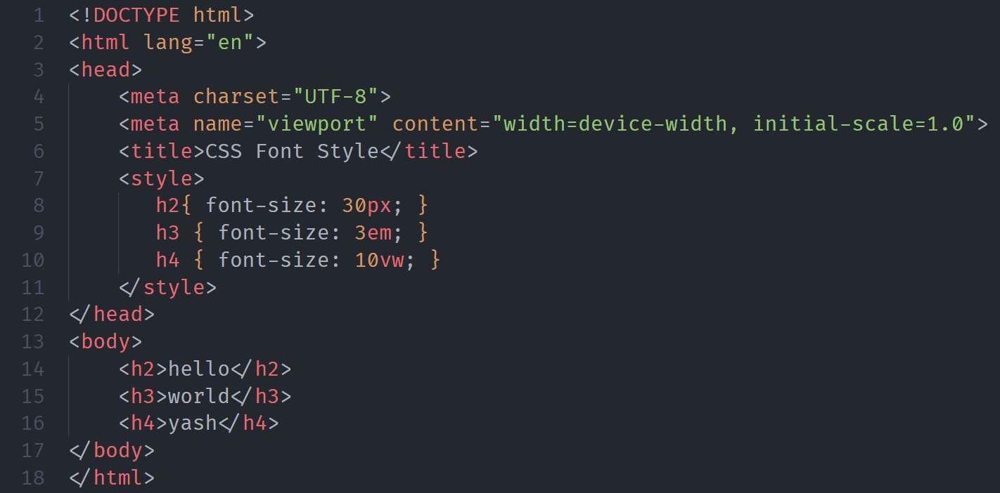 1 <!DOCTYPE html>
2 <html lang="en">
3 <head>
4     <meta charset="UTF-8">
5     <meta name="viewport" content="width=device-width, initial-scale=1.0">
6     <title>CSS Font Style</title>
7     <style>
8        h2{ font-size: 30px; }
9        h3 { font-size: 3em; }
10        h4 { font-size: 10vw; }
11     </style>
12 </head>
13 <body>
14     <h2>hello</h2>
15     <h3>world</h3>
16     <h4>yash</h4>
17 </body>
18 </html>